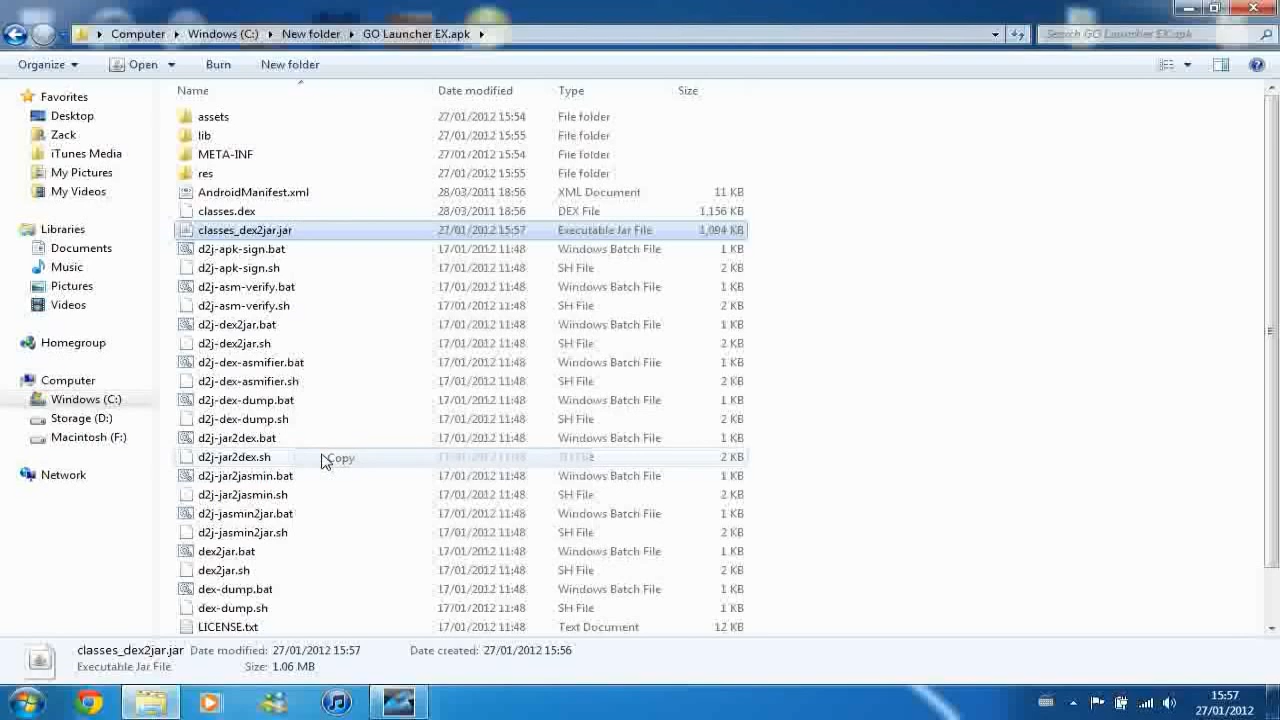 Computer Windows (C:) New folder GO Launcher EX.apk Search GO Launcher EX.apk
Organize Open Burn New folder
Name Date modified Type Size
Favorites
Desktop
Zack
iTunes Media
My Pictures
My Videos
Libraries
Documents
Music
Pictures
Videos
Homegroup
Computer
Windows (C:)
Storage (D:)
Macintosh (F:)
Network
assets 27/01/2012 15:54 File folder
lib 27/01/2012 15:55 File folder
META-INF 27/01/2012 15:54 File folder
res 27/01/2012 15:55 File folder
AndroidManifest.xml 28/03/2011 18:56 XML Document 11 KB
classes.dex 28/03/2011 18:56 DEX File 1,156 KB
classes_dex2jar.jar 27/01/2012 15:57 Executable Jar File 1,094 KB
d2j-apk-sign.bat 17/01/2012 11:48 Windows Batch File 1 KB
d2j-apk-sign.sh 17/01/2012 11:48 SH File 2 KB
d2j-asm-verify.bat 17/01/2012 11:48 Windows Batch File 1 KB
d2j-asm-verify.sh 17/01/2012 11:48 SH File 2 KB
d2j-dex2jar.bat 17/01/2012 11:48 Windows Batch File 1 KB
d2j-dex2jar.sh 17/01/2012 11:48 SH File 2 KB
d2j-dex-asmifier.bat 17/01/2012 11:48 Windows Batch File 1 KB
d2j-dex-asmifier.sh 17/01/2012 11:48 SH File 2 KB
d2j-dex-dump.bat 17/01/2012 11:48 Windows Batch File 1 KB
d2j-dex-dump.sh 17/01/2012 11:48 SH File 2 KB
d2j-jar2dex.bat 17/01/2012 11:48 Windows Batch File 1 KB
d2j-jar2dex.sh Copy 17/01/2012 11:48 2 KB
d2j-jar2jasmin.bat 17/01/2012 11:48 Windows Batch File 1 KB
d2j-jar2jasmin.sh 17/01/2012 11:48 SH File 2 KB
d2j-jasmin2jar.bat 17/01/2012 11:48 Windows Batch File 1 KB
d2j-jasmin2jar.sh 17/01/2012 11:48 SH File 2 KB
dex2jar.bat 17/01/2012 11:48 Windows Batch File 1 KB
dex2jar.sh 17/01/2012 11:48 SH File 2 KB
dex-dump.bat 17/01/2012 11:48 Windows Batch File 1 KB
dex-dump.sh 17/01/2012 11:48 SH File 2 KB
LICENSE.txt 17/01/2012 11:48 Text Document 12 KB
classes_dex2jar.jar Date modified: 27/01/2012 15:57 Date created: 27/01/2012 15:56
Executable Jar File Size: 1.06 MB
15:57
27/01/2012